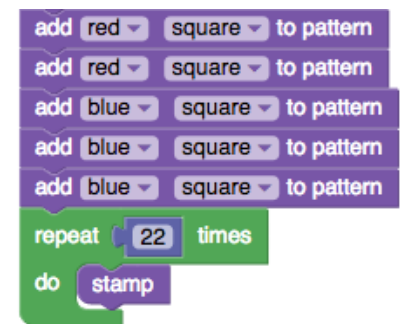 add red square to pattern
add red square to pattern
add blue square to pattern
add blue square to pattern
add blue square to pattern
repeat 22 times
do stamp